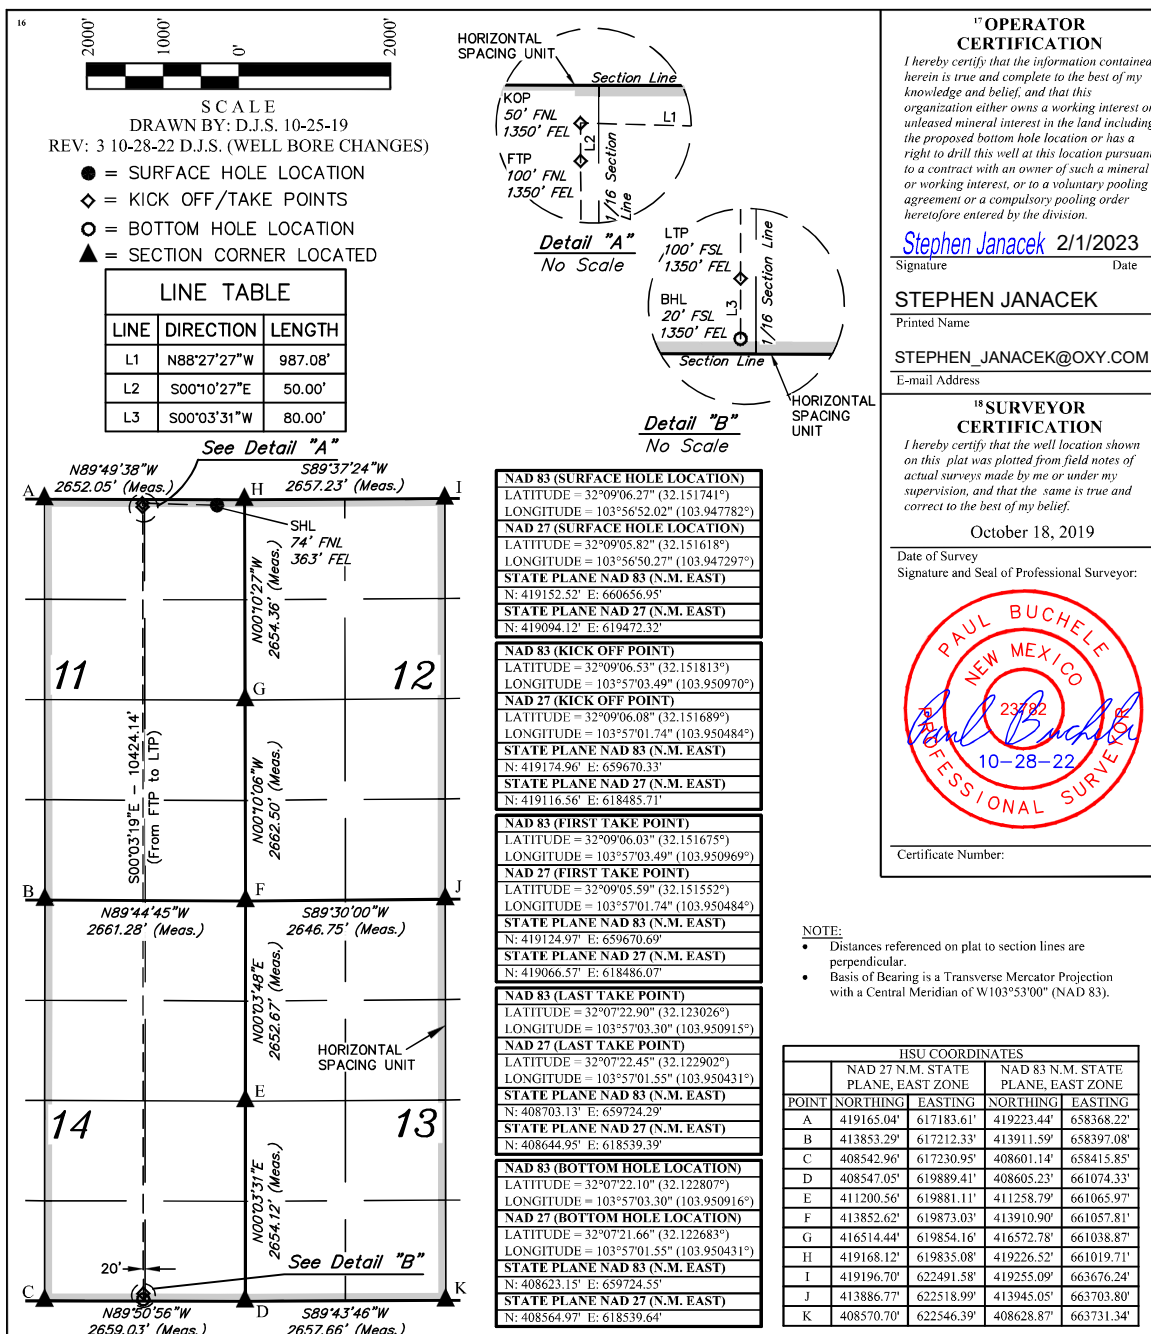 16
2000'
1000'
0'
2000'
SCALE
DRAWN BY: D.J.S. 10-25-19
REV: 3 10-28-22 D.J.S. (WELL BORE CHANGES)
= SURFACE HOLE LOCATION
= KICK OFF/TAKE POINTS
= BOTTOM HOLE LOCATION
= SECTION CORNER LOCATED
LINE TABLE
LINE DIRECTION LENGTH
L1 N88°27'27"W 987.08'
L2 S00°10'27"E 50.00'
L3 S00°03'31"W 80.00'
HORIZONTAL
SPACING UNIT
Section Line
KOP
50' FNL
1350' FEL
L1
L2
FTP
100' FNL
1350' FEL
1/16 Section
Line
Detail "A"
No Scale
LTP
100' FSL
1350' FEL
BHL
20' FSL
1350' FEL
L3
1/16 Section Line
Section Line
HORIZONTAL
SPACING
UNIT
Detail "B"
No Scale
See Detail "A"
N89°49'38"W
2652.05' (Meas.)
S89°37'24"W
2657.23' (Meas.)
A
H
I
SHL
74' FNL
363' FEL
N00°10'27"W
2654.36' (Meas.)
11
12
G
S00°03'19"E - 10424.14'
(From FTP to LTP)
N00°10'06"W
2662.50' (Meas.)
B
F
J
N89°44'45"W
2661.28' (Meas.)
S89°30'00"W
2646.75' (Meas.)
N00°03'48"E
2652.67' (Meas.)
HORIZONTAL
SPACING UNIT
E
14
13
N00°03'31"E
2654.12' (Meas.)
20'
See Detail "B"
C
D
K
N89°50'56"W
2659.03' (Meas.)
S89°43'46"W
2657.66' (Meas.)
NAD 83 (SURFACE HOLE LOCATION)
LATITUDE = 32°09'06.27" (32.151741°)
LONGITUDE = 103°56'52.02" (103.947782°)
NAD 27 (SURFACE HOLE LOCATION)
LATITUDE = 32°09'05.82" (32.151618°)
LONGITUDE = 103°56'50.27" (103.947297°)
STATE PLANE NAD 83 (N.M. EAST)
N: 419152.52' E: 660656.95'
STATE PLANE NAD 27 (N.M. EAST)
N: 419094.12' E: 619472.32'
NAD 83 (KICK OFF POINT)
LATITUDE = 32°09'06.53" (32.151813°)
LONGITUDE = 103°57'03.49" (103.950970°)
NAD 27 (KICK OFF POINT)
LATITUDE = 32°09'06.08" (32.151689°)
LONGITUDE = 103°57'01.74" (103.950484°)
STATE PLANE NAD 83 (N.M. EAST)
N: 419174.96' E: 659670.33'
STATE PLANE NAD 27 (N.M. EAST)
N: 419116.56' E: 618485.71'
NAD 83 (FIRST TAKE POINT)
LATITUDE = 32°09'06.03" (32.151675°)
LONGITUDE = 103°57'03.49" (103.950969°)
NAD 27 (FIRST TAKE POINT)
LATITUDE = 32°09'05.59" (32.151552°)
LONGITUDE = 103°57'01.74" (103.950484°)
STATE PLANE NAD 83 (N.M. EAST)
N: 419124.97' E: 659670.69'
STATE PLANE NAD 27 (N.M. EAST)
N: 419066.57' E: 618486.07'
NAD 83 (LAST TAKE POINT)
LATITUDE = 32°07'22.90" (32.123026°)
LONGITUDE = 103°57'03.30" (103.950915°)
NAD 27 (LAST TAKE POINT)
LATITUDE = 32°07'22.45" (32.122902°)
LONGITUDE = 103°57'01.55" (103.950431°)
STATE PLANE NAD 83 (N.M. EAST)
N: 408703.13' E: 659724.29'
STATE PLANE NAD 27 (N.M. EAST)
N: 408644.95' E: 618539.39'
NAD 83 (BOTTOM HOLE LOCATION)
LATITUDE = 32°07'22.10" (32.122807°)
LONGITUDE = 103°57'03.30" (103.950916°)
NAD 27 (BOTTOM HOLE LOCATION)
LATITUDE = 32°07'21.66" (32.122683°)
LONGITUDE = 103°57'01.55" (103.950431°)
STATE PLANE NAD 83 (N.M. EAST)
N: 408623.15' E: 659724.55'
STATE PLANE NAD 27 (N.M. EAST)
N: 408564.97' E: 618539.64'
17 OPERATOR
CERTIFICATION
I hereby certify that the information contained
herein is true and complete to the best of my
knowledge and belief, and that this
organization either owns a working interest or
unleased mineral interest in the land including
the proposed bottom hole location or has a
right to drill this well at this location pursuant
to a contract with an owner of such a mineral
or working interest, or to a voluntary pooling
agreement or a compulsory pooling order
heretofore entered by the division.
Stephen Janacek 2/1/2023
Signature Date
STEPHEN JANACEK
Printed Name
STEPHEN_JANACEK@OXY.COM
E-mail Address
18 SURVEYOR
CERTIFICATION
I hereby certify that the well location shown
on this plat was plotted from field notes of
actual surveys made by me or under my
supervision, and that the same is true and
correct to the best of my belief.
October 18, 2019
Date of Survey
Signature and Seal of Professional Surveyor:
PAUL BUCHELE
NEW MEXICO
23782
Paul Buchele
10-28-22
PROFESSIONAL SURVEYOR
Certificate Number:
NOTE:
• Distances referenced on plat to section lines are
perpendicular.
• Basis of Bearing is a Transverse Mercator Projection
with a Central Meridian of W103°53'00" (NAD 83).
HSU COORDINATES
NAD 27 N.M. STATE
PLANE, EAST ZONE
NAD 83 N.M. STATE
PLANE, EAST ZONE
POINT NORTHING EASTING NORTHING EASTING
A 419165.04' 617183.61' 419223.44' 658368.22'
B 413853.29' 617212.33' 413911.59' 658397.08'
C 408542.96' 617230.95' 408601.14' 658415.85'
D 408547.05' 619889.41' 408605.23' 661074.33'
E 411200.56' 619881.11' 411258.79' 661065.97'
F 413852.62' 619873.03' 413910.90' 661057.81'
G 416514.44' 619854.16' 416572.78' 661038.87'
H 419168.12' 619835.08' 419226.52' 661019.71'
I 419196.70' 622491.58' 419255.09' 663676.24'
J 413886.77' 622518.99' 413945.05' 663703.80'
K 408570.70' 622546.39' 408628.87' 663731.34'